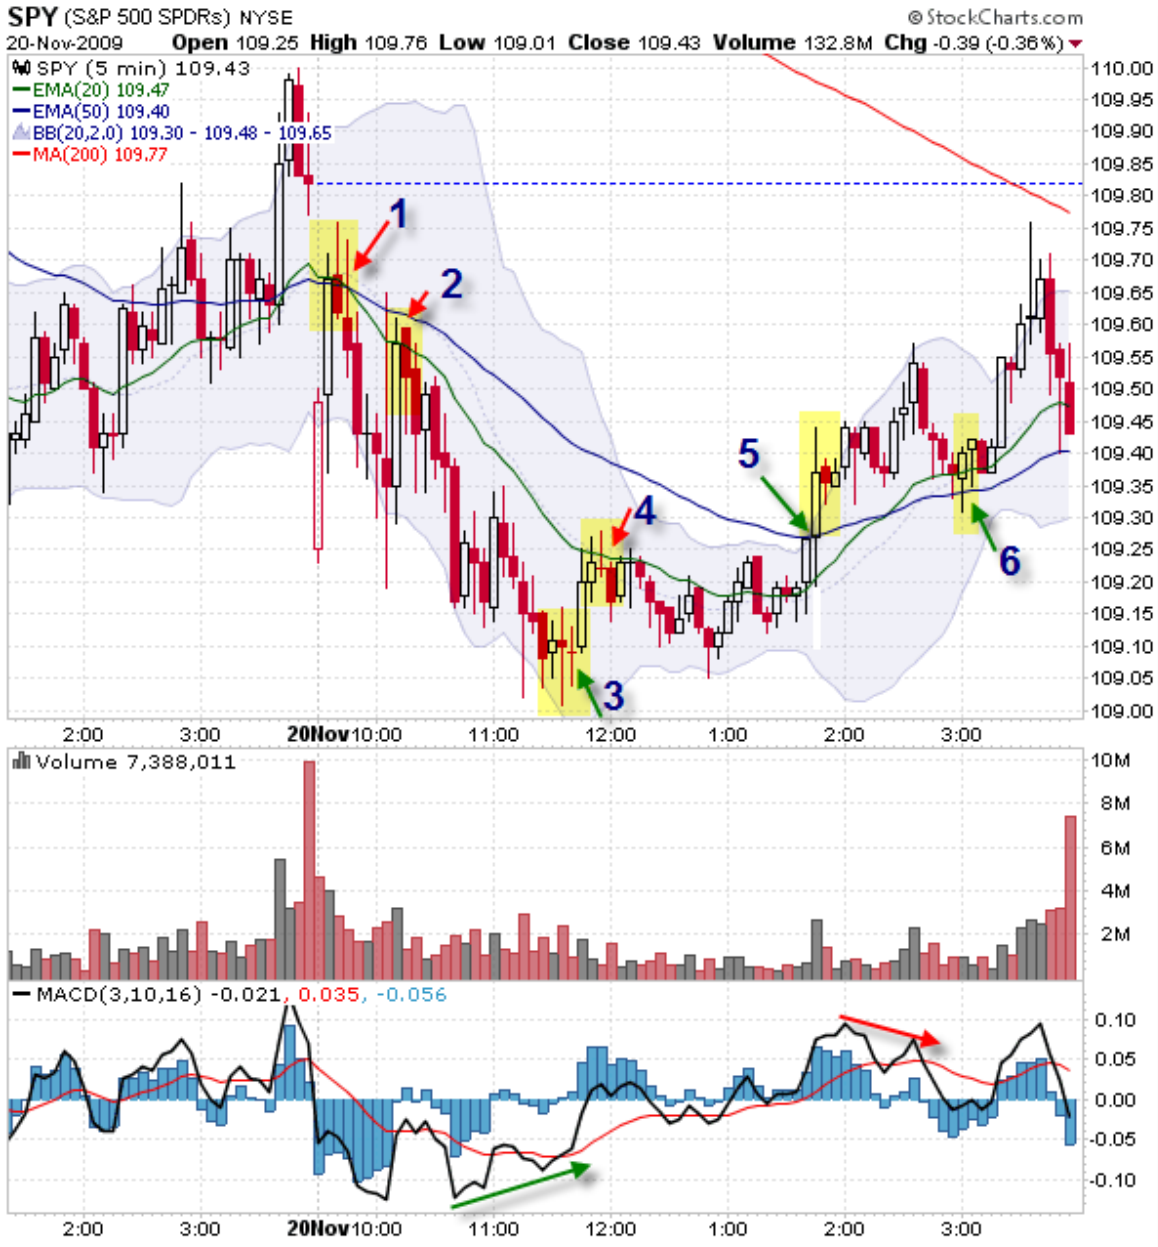 SPY (S&P 500 SPDRs) NYSE © StockCharts.com
20-Nov-2009 Open 109.25 High 109.76 Low 109.01 Close 109.43 Volume 132.8M Chg -0.39 (-0.36%)
SPY (5 min) 109.43
EMA(20) 109.47
EMA(50) 109.40
BB(20,2.0) 109.30 - 109.48 - 109.65
MA(200) 109.77
110.00
109.95
109.90
109.85
109.80
109.75
109.70
109.65
109.60
109.55
109.50
109.45
109.40
109.35
109.30
109.25
109.20
109.15
109.10
109.05
109.00
1
2
3
4
5
6
2:00 3:00 20Nov 10:00 11:00 12:00 1:00 2:00 3:00
Volume 7,388,011
10M
8M
6M
4M
2M
MACD(3,10,16) -0.021, 0.035, -0.056
0.10
0.05
0.00
-0.05
-0.10
2:00 3:00 20Nov 10:00 11:00 12:00 1:00 2:00 3:00